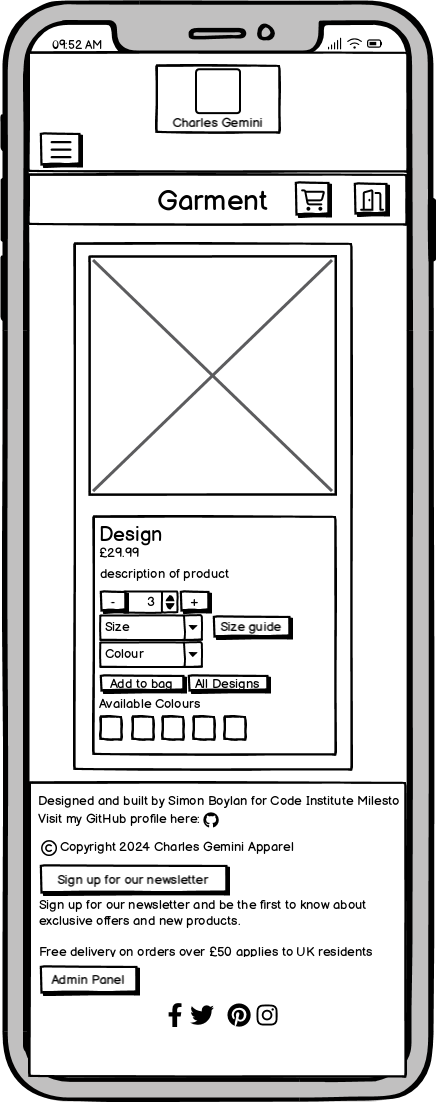 09:52 AM
Charles Gemini
Garment
Design
£29.99
description of product
- 3 +
Size
Size guide
Colour
Add to bag All Designs
Available Colours
Designed and built by Simon Boylan for Code Institute Milesto
Visit my GitHub profile here:
© Copyright 2024 Charles Gemini Apparel
Sign up for our newsletter
Sign up for our newsletter and be the first to know about
exclusive offers and new products.
Free delivery on orders over £50 applies to UK residents
Admin Panel